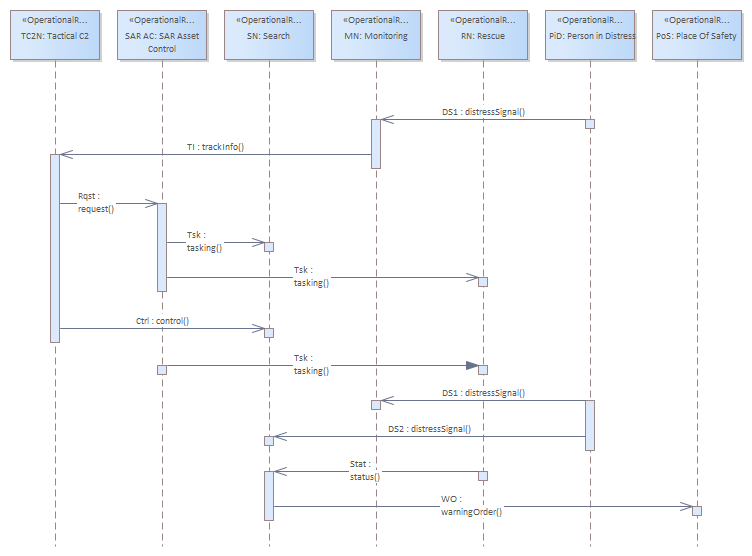 «OperationalR...
TC2N: Tactical C2
«OperationalR...
SAR AC: SAR Asset
Control
«OperationalR...
SN: Search
«OperationalR...
MN: Monitoring
«OperationalR...
RN: Rescue
«OperationalR...
PiD: Person in Distress
«OperationalR...
PoS: Place Of Safety
DS1 : distressSignal()
TI : trackInfo()
Rqst :
request()
Tsk :
tasking()
Tsk :
tasking()
Ctrl : control()
Tsk :
tasking()
DS1 : distressSignal()
DS2 : distressSignal()
Stat :
status()
WO :
warningOrder()